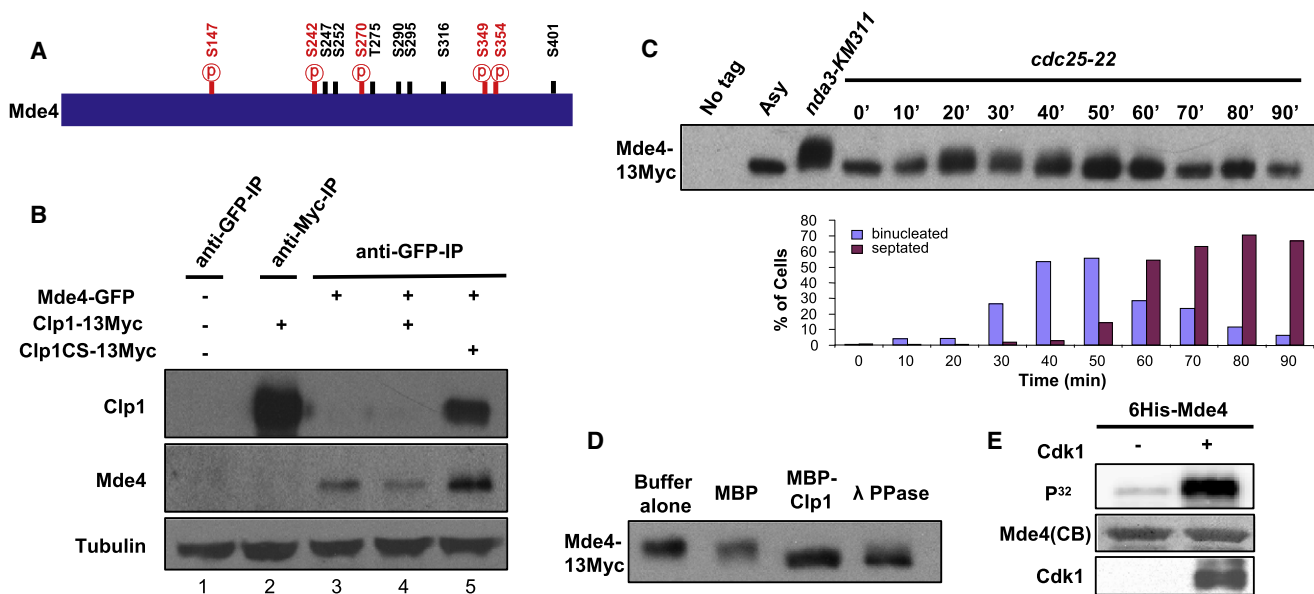 A
S147
S242
S247
S252
S270
T275
S290
S295
S316
S349
S354
S401
p p p p p
Mde4
B
anti-GFP-IP
anti-Myc-IP
anti-GFP-IP
Mde4-GFP - + + +
Clp1-13Myc - + +
Clp1CS-13Myc - +
Clp1
Mde4
Tubulin
1 2 3 4 5
C
No tag
Asy
nda3-KM311
cdc25-22
0' 10' 20' 30' 40' 50' 60' 70' 80' 90'
Mde4-
13Myc
% of Cells
80
70
60
50
40
30
20
10
0
binucleated
septated
0 10 20 30 40 50 60 70 80 90
Time (min)
D
Buffer
alone
MBP
MBP-
Clp1
λ PPase
Mde4-
13Myc
E
6His-Mde4
Cdk1 - +
P32
Mde4(CB)
Cdk1